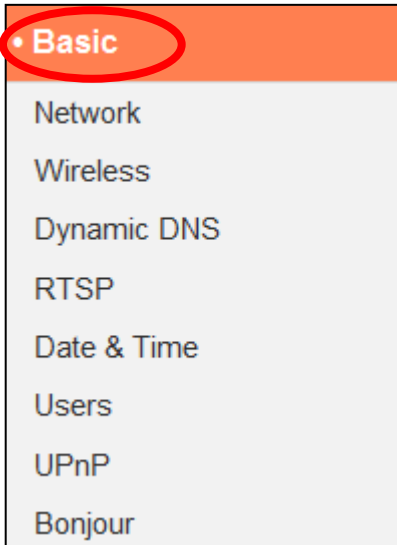 • Basic
Network
Wireless
Dynamic DNS
RTSP
Date & Time
Users
UPnP
Bonjour